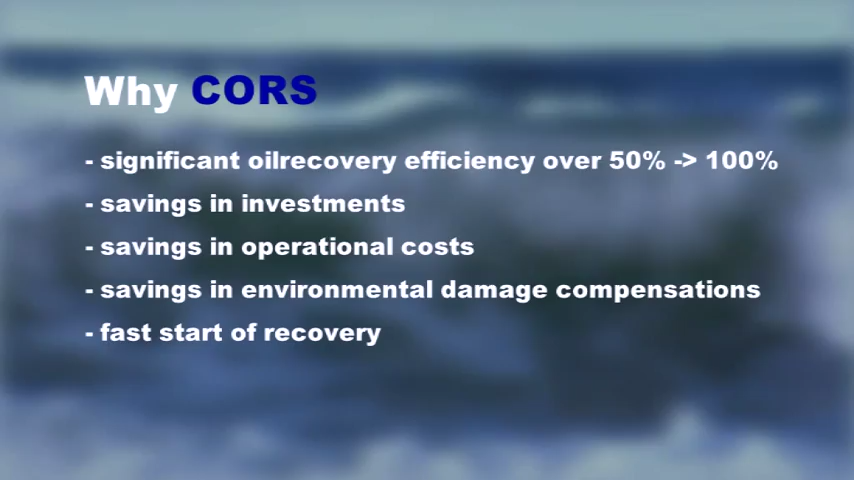 Why CORS
- significant oilrecovery efficiency over 50% -> 100%
- savings in investments
- savings in operational costs
- savings in environmental damage compensations
- fast start of recovery